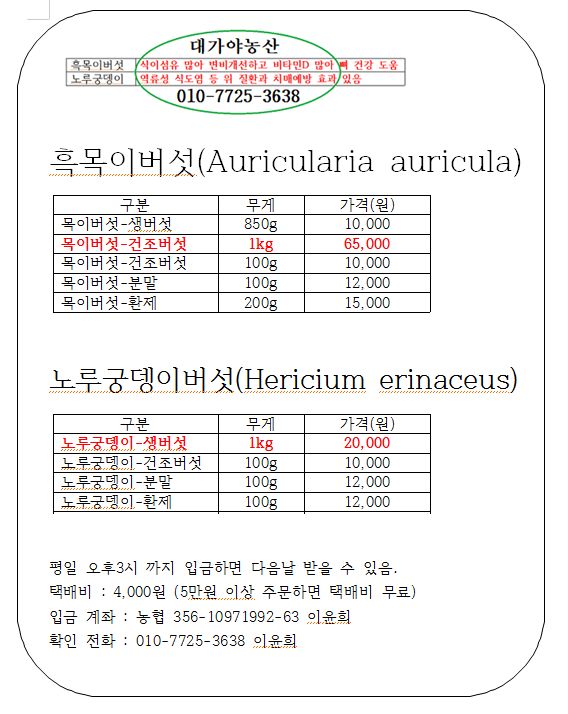 대가야농산
흑목이버섯 식이섬유 많아 변비개선하고 비타민D 많아 뼈 건강 도움
노루궁뎅이 역류성 식도염 등 위 질환과 치매예방 효과 있음
010-7725-3638
흑목이버섯(Auricularia auricula)
구분 무게 가격(원)
목이버섯-생버섯 850g 10,000
목이버섯-건조버섯 1kg 65,000
목이버섯-건조버섯 100g 10,000
목이버섯-분말 100g 12,000
목이버섯-환제 200g 15,000
노루궁뎅이버섯(Hericium erinaceus)
구분 무게 가격(원)
노루궁뎅이-생버섯 1kg 20,000
노루궁뎅이-건조버섯 100g 10,000
노루궁뎅이-분말 100g 12,000
노루궁뎅이-환제 100g 12,000
평일 오후3시 까지 입금하면 다음날 받을 수 있음.
택배비 : 4,000원 (5만원 이상 주문하면 택배비 무료)
입금 계좌 : 농협 356-10971992-63 이윤희
확인 전화 : 010-7725-3638 이윤희